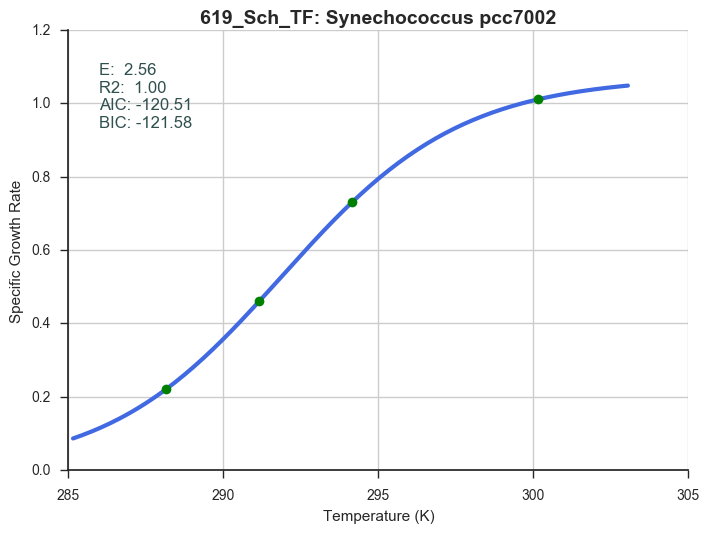 619_Sch_TF: Synechococcus pcc7002
E:  2.56
R2:  1.00
AIC: -120.51
BIC: -121.58
Specific Growth Rate
1.2
1.0
0.8
0.6
0.4
0.2
0.0
285 290 295 300 305
Temperature (K)